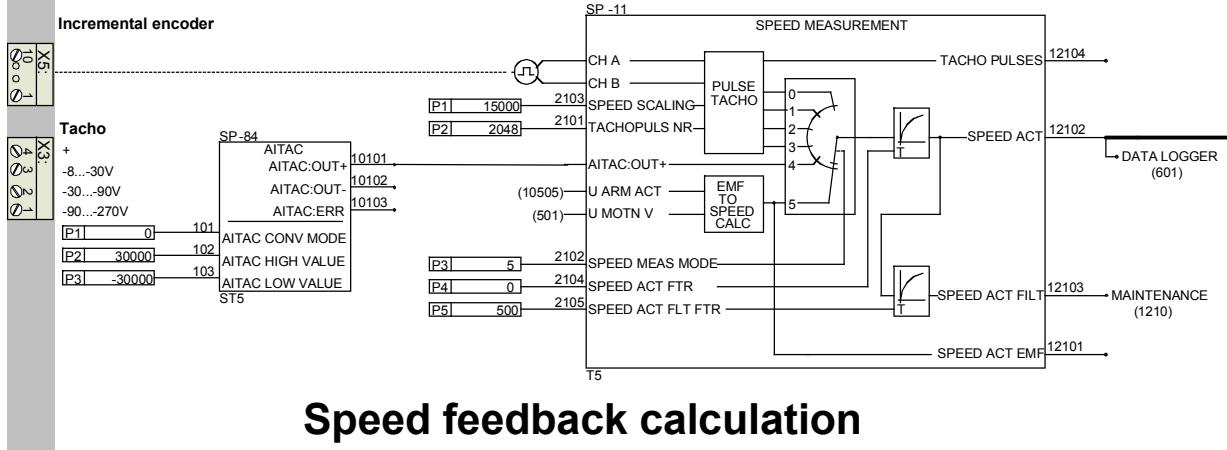 Incremental encoder
X5:
10
1
Tacho
X3:
4
3
2
1
+
-8...-30V
-30...-90V
-90...-270V
P1 0
P2 30000
P3 -30000
101
102
103
SP -84
AITAC
AITAC:OUT+
AITAC:OUT-
AITAC:ERR
AITAC CONV MODE
AITAC HIGH VALUE
AITAC LOW VALUE
ST5
10101
10102
10103
P1 15000
P2 2048
2103
2101
(10505)
(501)
P3 5
P4 0
P5 500
2102
2104
2105
SP -11
SPEED MEASUREMENT
CH A
CH B
SPEED SCALING
TACHOPULS NR
AITAC:OUT+
U ARM ACT
U MOTN V
SPEED MEAS MODE
SPEED ACT FTR
SPEED ACT FLT FTR
PULSE
TACHO
EMF
TO
SPEED
CALC
0
1
2
3
4
5
T
T
TACHO PULSES
SPEED ACT
SPEED ACT FILT
SPEED ACT EMF
T5
12104
12102
DATA LOGGER
(601)
12103
MAINTENANCE
(1210)
12101
Speed feedback calculation